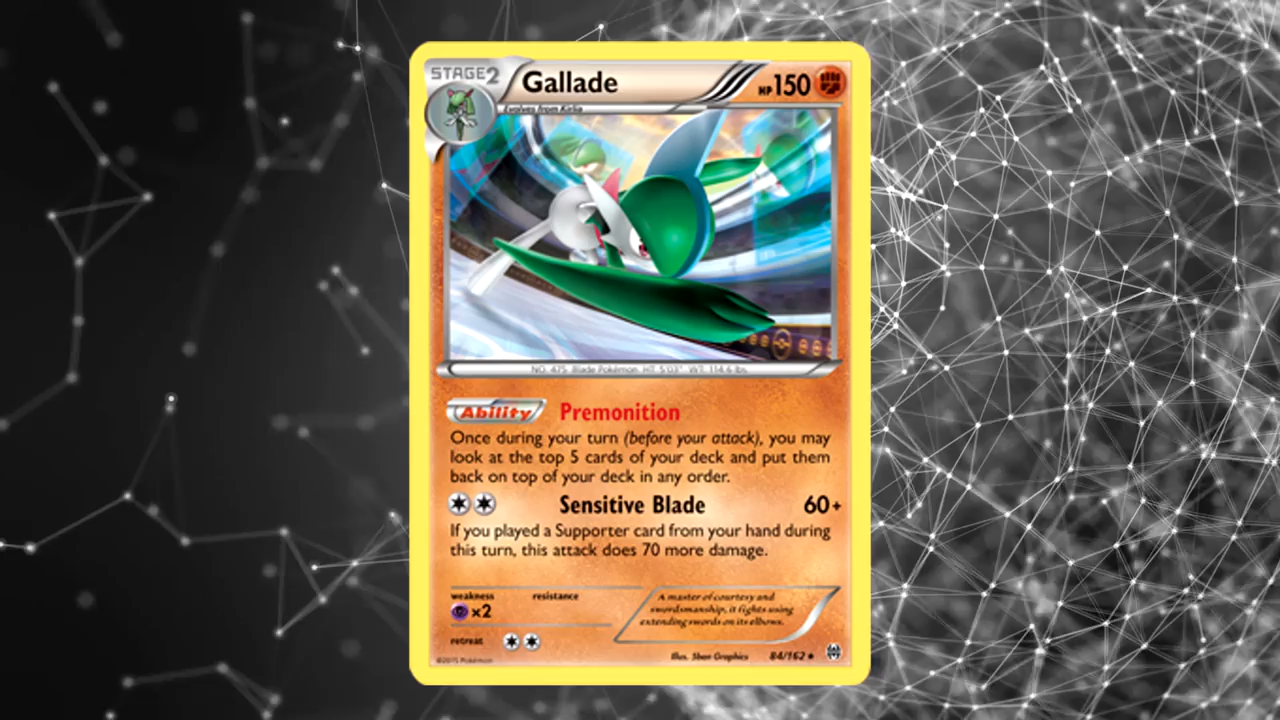 STAGE2
Gallade
HP150
Evolves from Kirlia
NO. 475 Blade Pokémon HT. 5'03" WT. 114.6 lbs.
Ability Premonition
Once during your turn (before your attack), you may
look at the top 5 cards of your deck and put them
back on top of your deck in any order.
Sensitive Blade 60+
If you played a Supporter card from your hand during
this turn, this attack does 70 more damage.
weakness resistance
×2
retreat
A master of courtesy and
swordsmanship, it fights using
extending swords on its elbows.
Illus. 5ban Graphics 84/162 ★
©2015 Pokémon